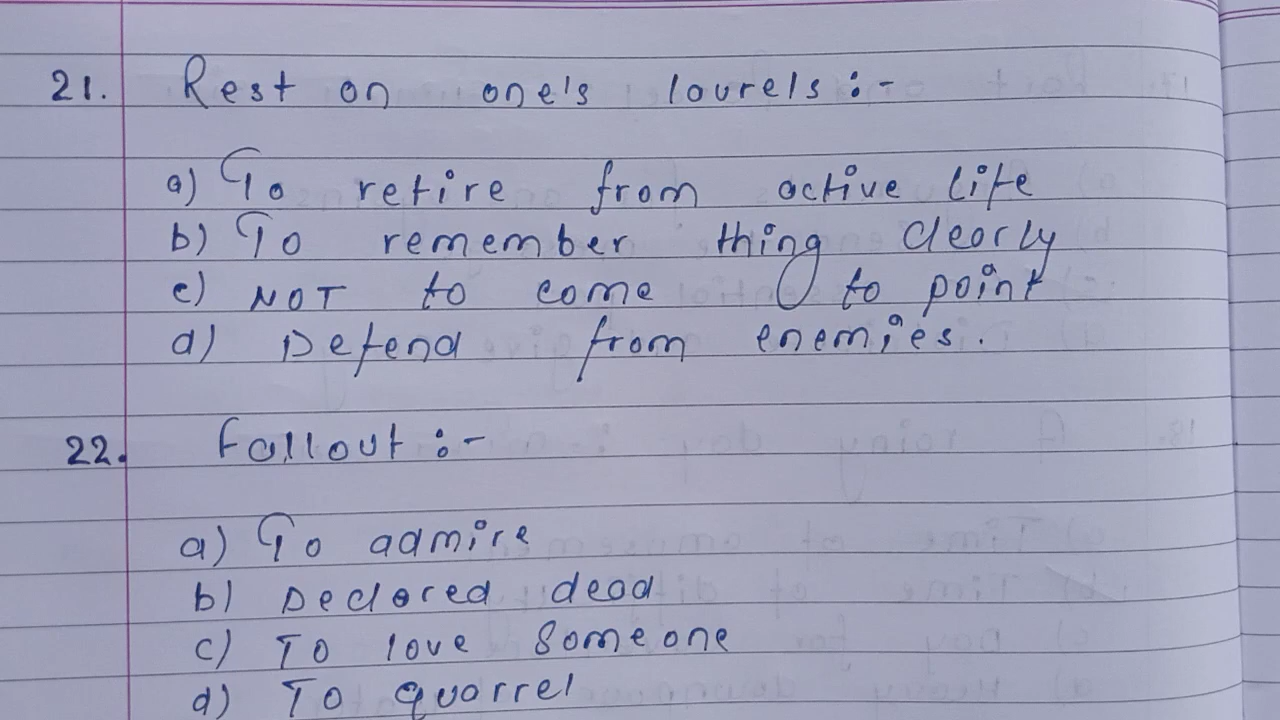 21. Rest on one's laurels :-
a) To retire from active life
b) To remember thing clearly
c) NOT to come to point
d) Defend from enemies.
22. Fallout :-
a) To admire
b) Declared dead
c) To love someone
d) To quarrel